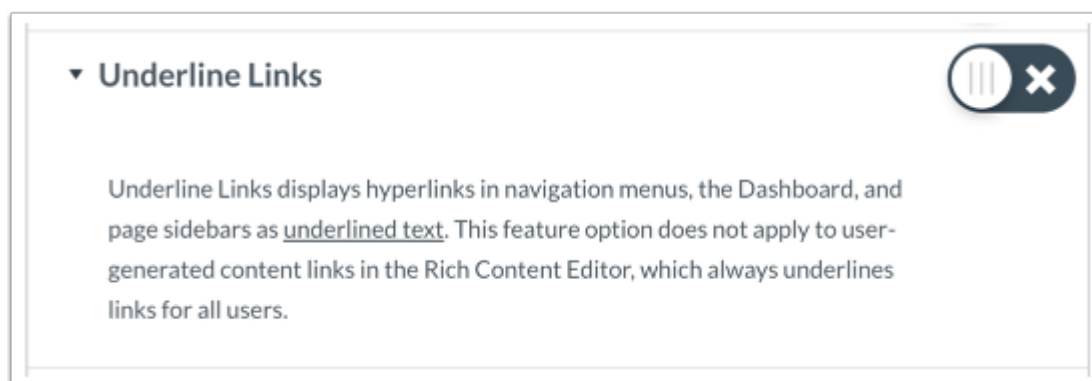 Underline Links
Underline Links displays hyperlinks in navigation menus, the Dashboard, and
page sidebars as underlined text. This feature option does not apply to user-
generated content links in the Rich Content Editor, which always underlines
links for all users.